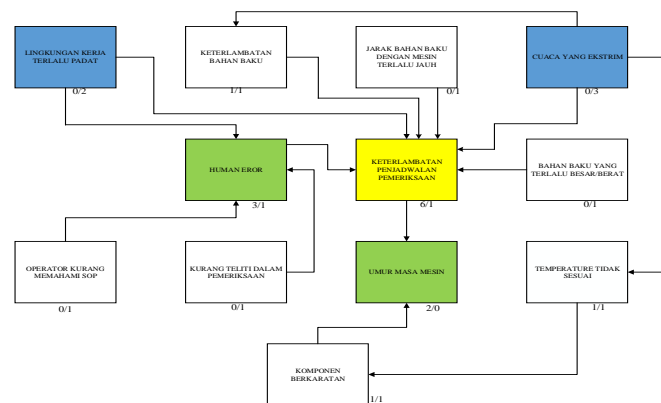 LINGKUNGAN KERJA
TERLALU PADAT
0/2
KETERLAMBATAN
BAHAN BAKU
1/1
JARAK BAHAN BAKU
DENGAN MESIN
TERLALU JAUH
0/1
CUACA YANG EKSTRIM
0/3
HUMAN EROR
3/1
KETERLAMBATAN
PENJADWALAN
PEMERIKSAAN
6/1
BAHAN BAKU YANG
TERLALU BESAR/BERAT
0/1
OPERATOR KURANG
MEMAHAMI SOP
0/1
KURANG TELITI DALAM
PEMERIKSAAN
0/1
UMUR MASA MESIN
2/0
TEMPERATURE TIDAK
SESUAI
1/1
KOMPONEN
BERKARATAN
1/1